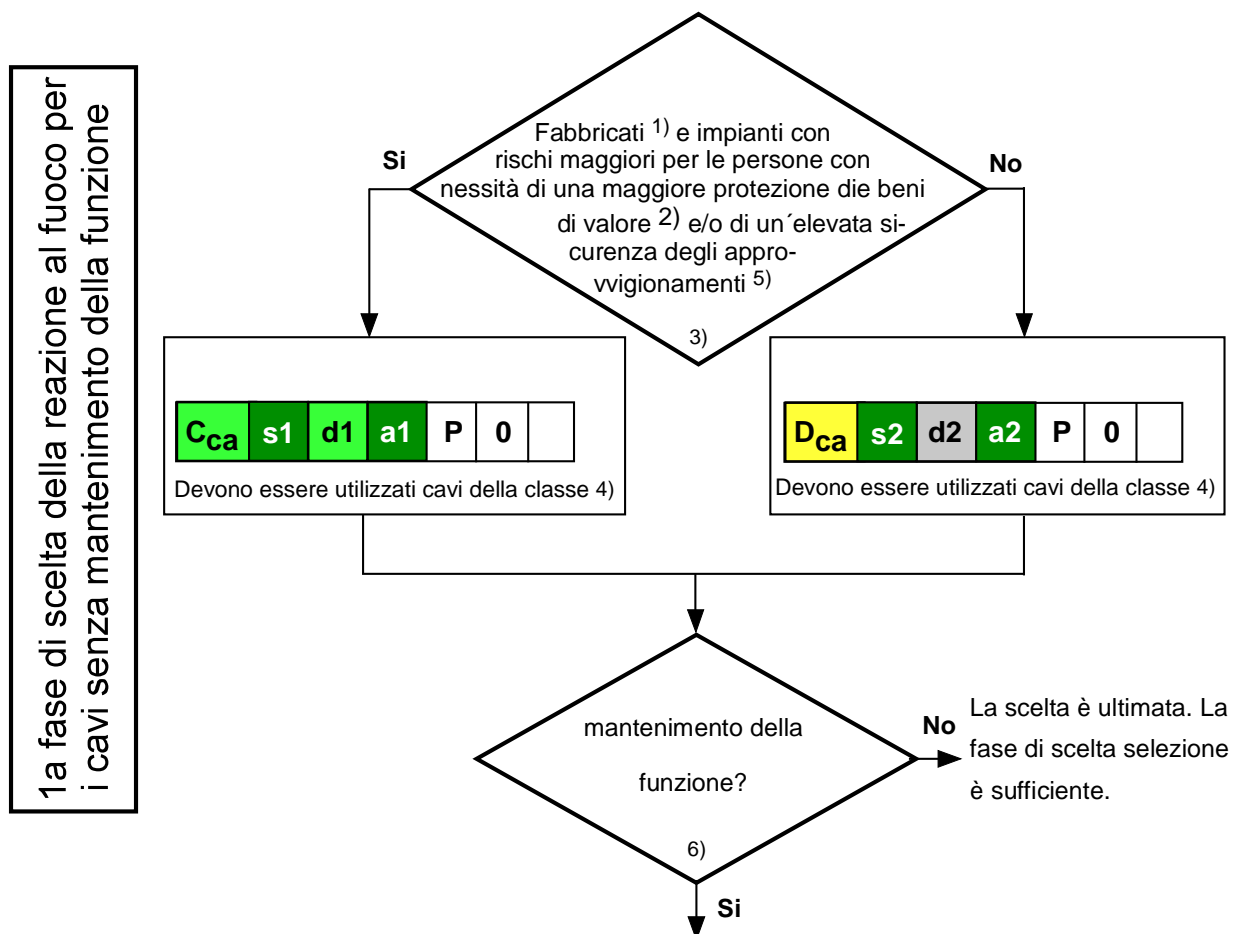 1a fase di scelta della reazione al fuoco per
i cavi senza mantenimento della funzione
Fabbricati 1) e impianti con
rischi maggiori per le persone con
nessità di una maggiore protezione die beni
di valore 2) e/o di un´elevata si-
curenza degli appro-
vvigionamenti 5)
3)
Si
No
Cca s1 d1 a1 P 0
Devono essere utilizzati cavi della classe 4)
Dca s2 d2 a2 P 0
Devono essere utilizzati cavi della classe 4)
mantenimento della
funzione?
6)
No
La scelta è ultimata. La
fase di scelta selezione
è sufficiente.
Si